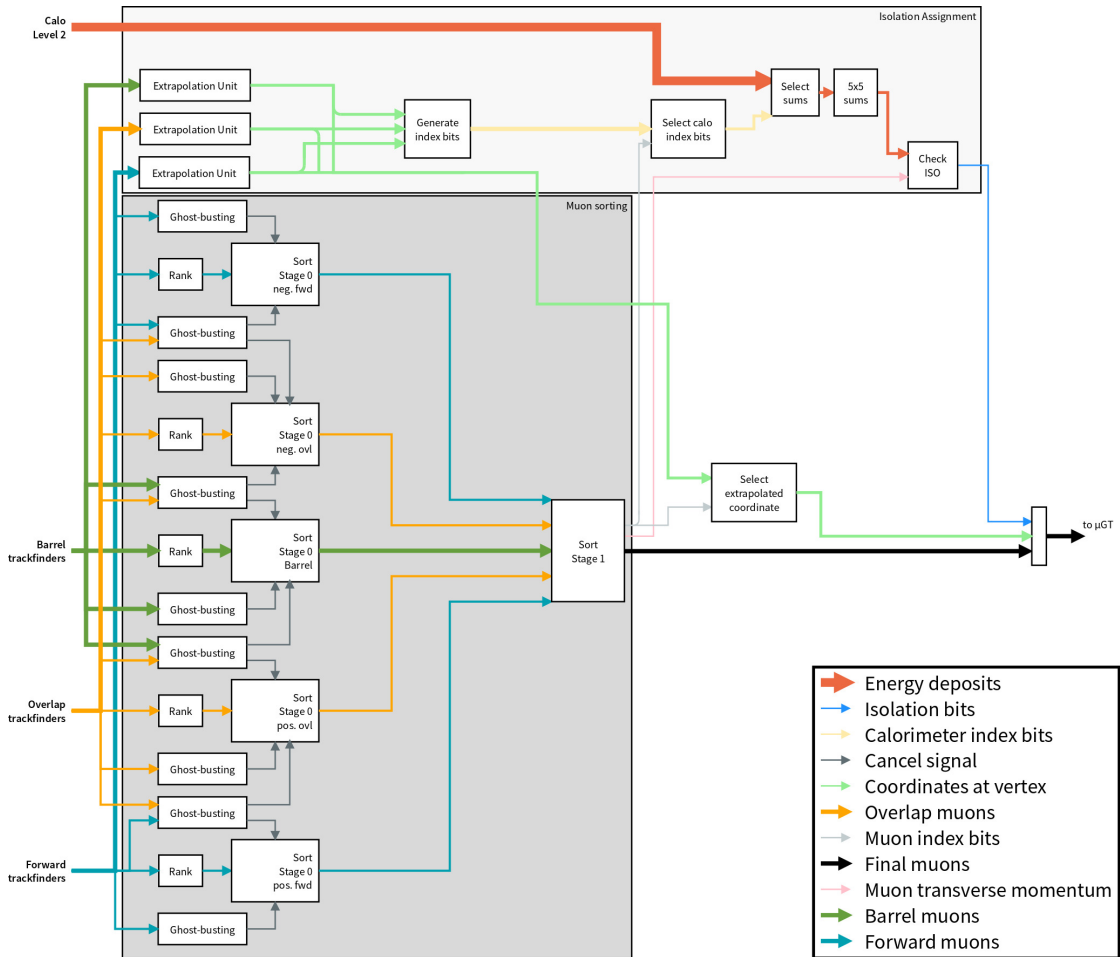 Calo
Level 2
Isolation Assignment
Extrapolation Unit
Select
sums
5x5
sums
Extrapolation Unit
Generate
index bits
Select calo
index bits
Extrapolation Unit
Check
ISO
Muon sorting
Ghost-busting
Rank
Sort
Stage 0
neg. fwd
Ghost-busting
Ghost-busting
Rank
Sort
Stage 0
neg. ovl
Ghost-busting
Select
extrapolated
coordinate
to μGT
Barrel
trackfinders
Rank
Sort
Stage 0
Barrel
Sort
Stage 1
Ghost-busting
Ghost-busting
Overlap
trackfinders
Rank
Sort
Stage 0
pos. ovl
Ghost-busting
Ghost-busting
Forward
trackfinders
Rank
Sort
Stage 0
pos. fwd
Ghost-busting
Energy deposits
Isolation bits
Calorimeter index bits
Cancel signal
Coordinates at vertex
Overlap muons
Muon index bits
Final muons
Muon transverse momentum
Barrel muons
Forward muons